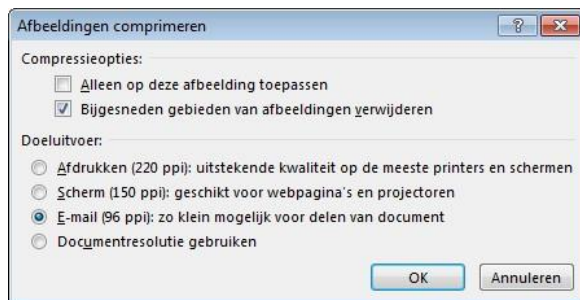 Afbeeldingen comprimeren
Compressieopties:
Alleen op deze afbeelding toepassen
Bijgesneden gebieden van afbeeldingen verwijderen
Doeluitvoer:
Afdrukken (220 ppi): uitstekende kwaliteit op de meeste printers en schermen
Scherm (150 ppi): geschikt voor webpagina's en projectoren
E-mail (96 ppi): zo klein mogelijk voor delen van document
Documentresolutie gebruiken
OK Annuleren